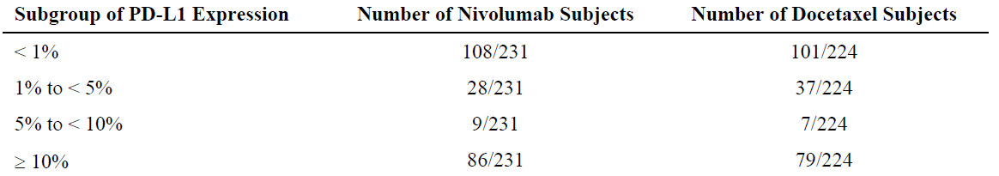 Subgroup of PD-L1 Expression Number of Nivolumab Subjects Number of Docetaxel Subjects
< 1% 108/231 101/224
1% to < 5% 28/231 37/224
5% to < 10% 9/231 7/224
≥ 10% 86/231 79/224